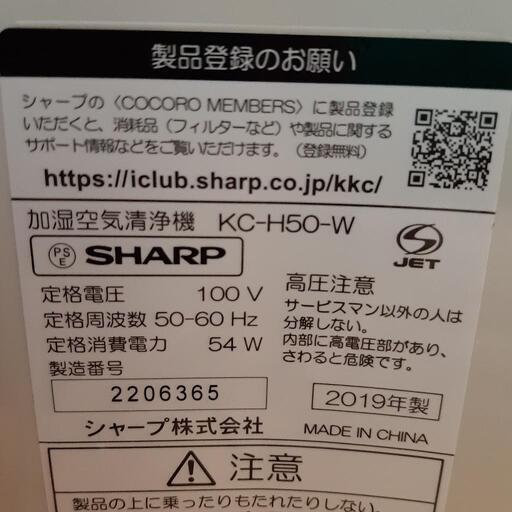 製品登録のお願い
シャープの〈COCORO MEMBERS〉に製品登録
いただくと、消耗品（フィルターなど）や製品に関する
サポート情報などをご覧いただけます。（登録無料）
https://iclub.sharp.co.jp/kkc/
加湿空気清浄機 KC-H50-W
PS E SHARP
JET
定格電圧 100 V
定格周波数 50-60 Hz
定格消費電力 54 W
製造番号
2206365
シャープ株式会社
高圧注意
サービスマン以外の人は
分解しない。
内部に高電圧部があり、
さわると危険です。
2019年製
MADE IN CHINA
注意
製品の上に乗ったりもたれたりしない。